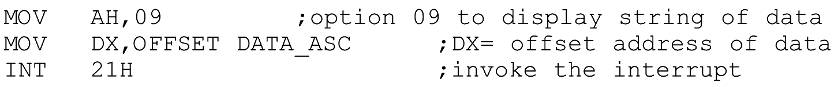 MOV AH,09 ;option 09 to display string of data
MOV DX,OFFSET DATA_ASC ;DX= offset address of data
INT 21H ;invoke the interrupt